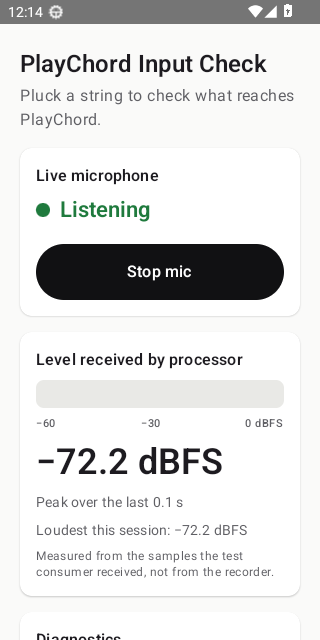 12:14
PlayChord Input Check
Pluck a string to check what reaches
PlayChord.
Live microphone
Listening
Stop mic
Level received by processor
−60 −30 0 dBFS
−72.2 dBFS
Peak over the last 0.1 s
Loudest this session: −72.2 dBFS
Measured from the samples the test
consumer received, not from the recorder.
Diagnostics